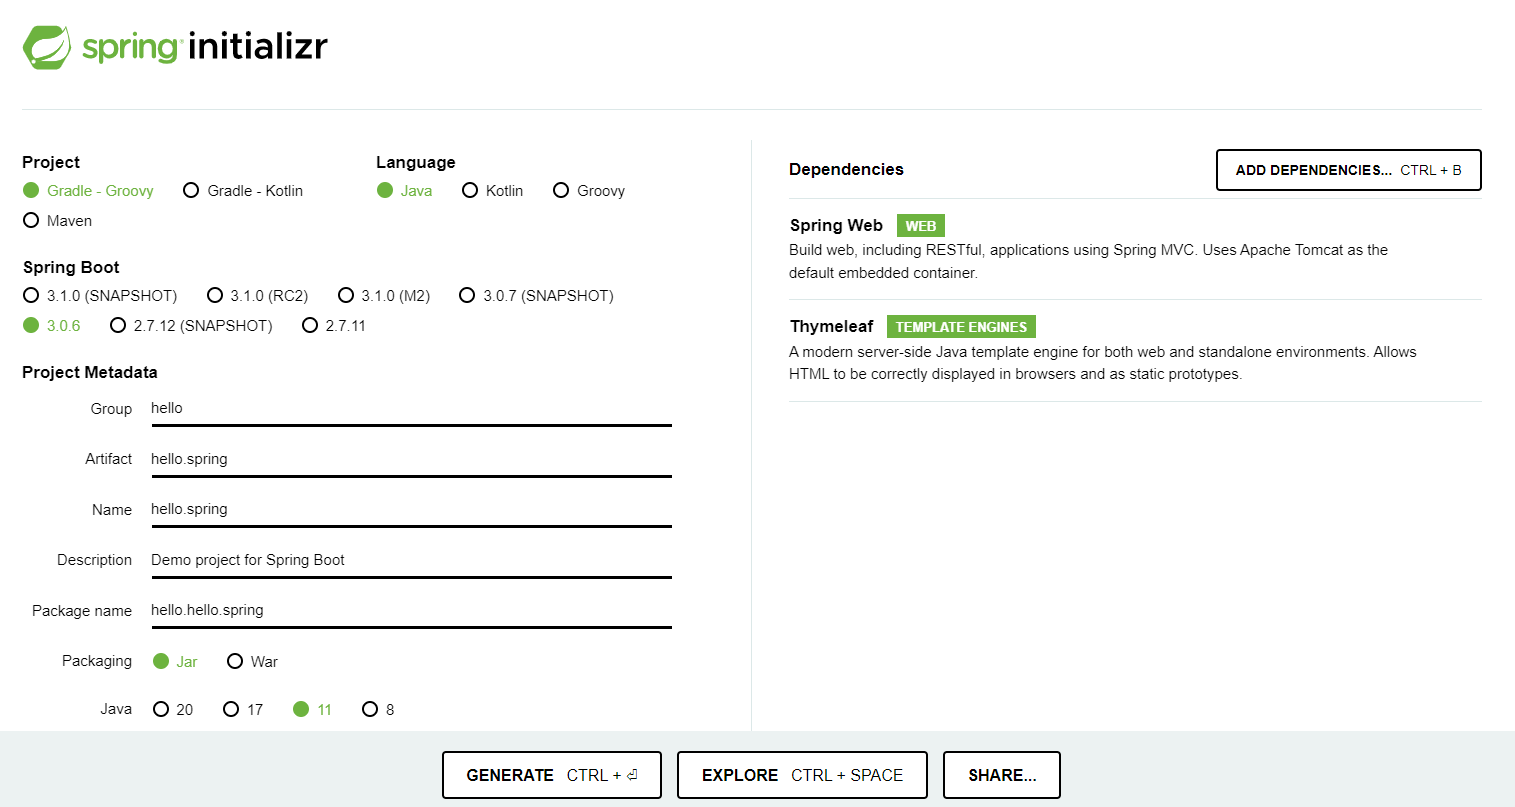 spring initializr
Project
Gradle - Groovy Gradle - Kotlin
Maven
Language
Java Kotlin Groovy
Spring Boot
3.1.0 (SNAPSHOT) 3.1.0 (RC2) 3.1.0 (M2) 3.0.7 (SNAPSHOT)
3.0.6 2.7.12 (SNAPSHOT) 2.7.11
Project Metadata
Group hello
Artifact hello.spring
Name hello.spring
Description Demo project for Spring Boot
Package name hello.hello.spring
Packaging Jar War
Java 20 17 11 8
Dependencies ADD DEPENDENCIES... CTRL + B
Spring Web WEB
Build web, including RESTful, applications using Spring MVC. Uses Apache Tomcat as the
default embedded container.
Thymeleaf TEMPLATE ENGINES
A modern server-side Java template engine for both web and standalone environments. Allows
HTML to be correctly displayed in browsers and as static prototypes.
GENERATE CTRL + ⏎ EXPLORE CTRL + SPACE SHARE...